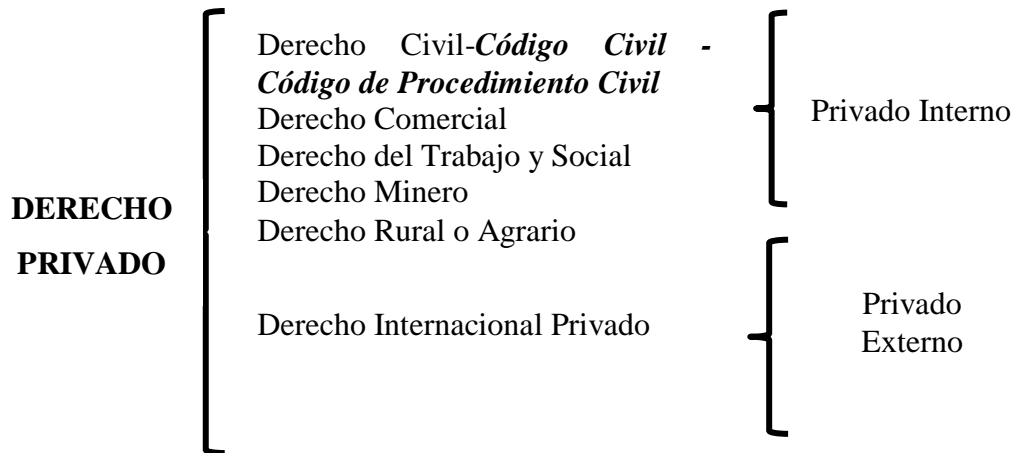 DERECHO
PRIVADO
Derecho Civil-Código Civil -
Código de Procedimiento Civil
Derecho Comercial
Derecho del Trabajo y Social
Derecho Minero
Derecho Rural o Agrario
Derecho Internacional Privado
Privado Interno
Privado
Externo